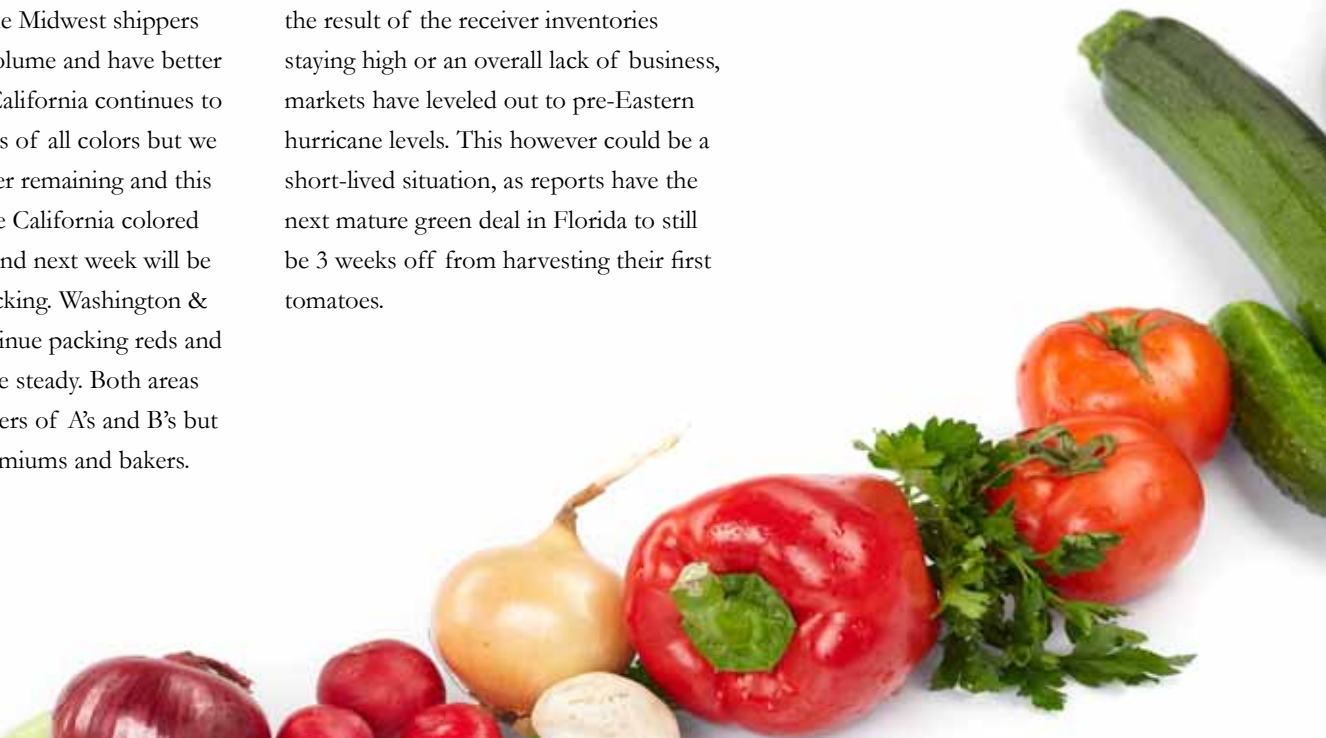 e Midwest shippers
olume and have better
California continues to
s of all colors but we
er remaining and this
e California colored
nd next week will be
cking. Washington &
inue packing reds and
e steady. Both areas
ers of A's and B's but
miums and bakers.
the result of the receiver inventories
staying high or an overall lack of business,
markets have leveled out to pre-Eastern
hurricane levels. This however could be a
short-lived situation, as reports have the
next mature green deal in Florida to still
be 3 weeks off from harvesting their first
tomatoes.